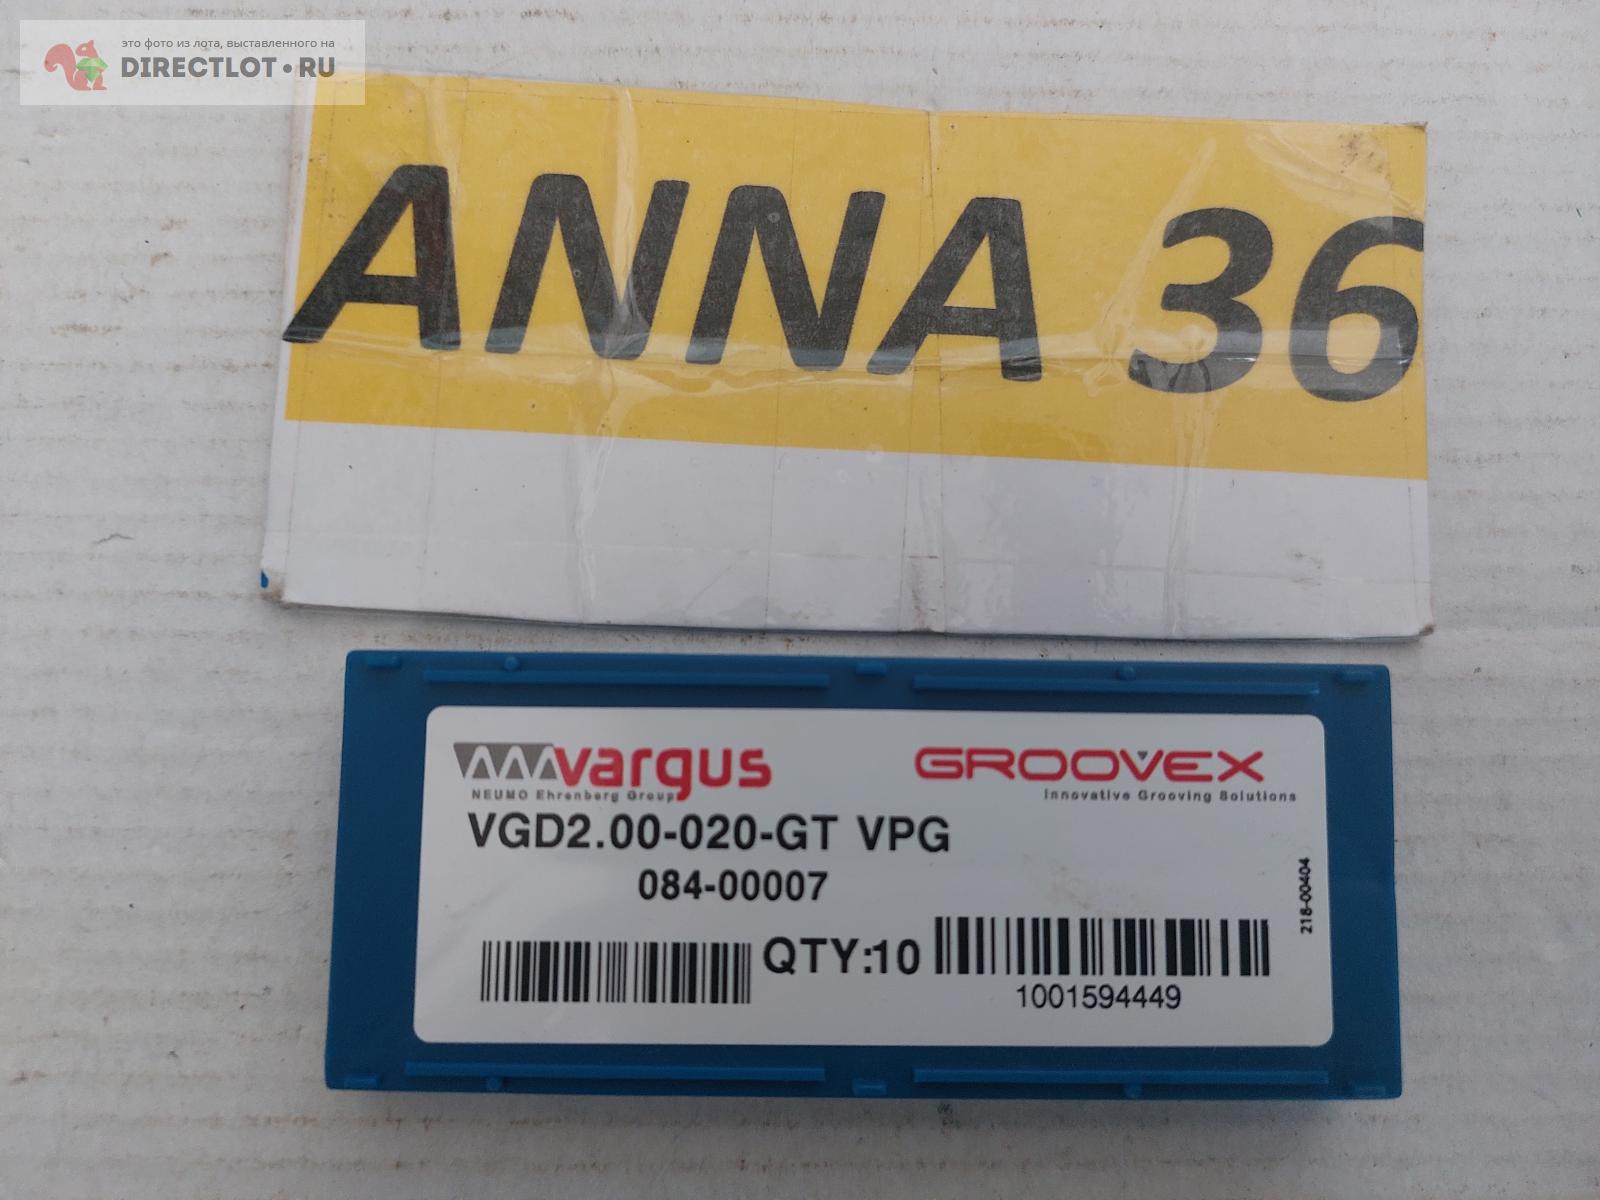 это фото из лота, выставленного на
DIRECTLOT•RU
ANNA 36
vargus
NEUMO Ehrenberg Group
GROOVEX
Innovative Grooving Solutions
VGD2.00-020-GT VPG
084-00007
218-00404
QTY:10
1001594449